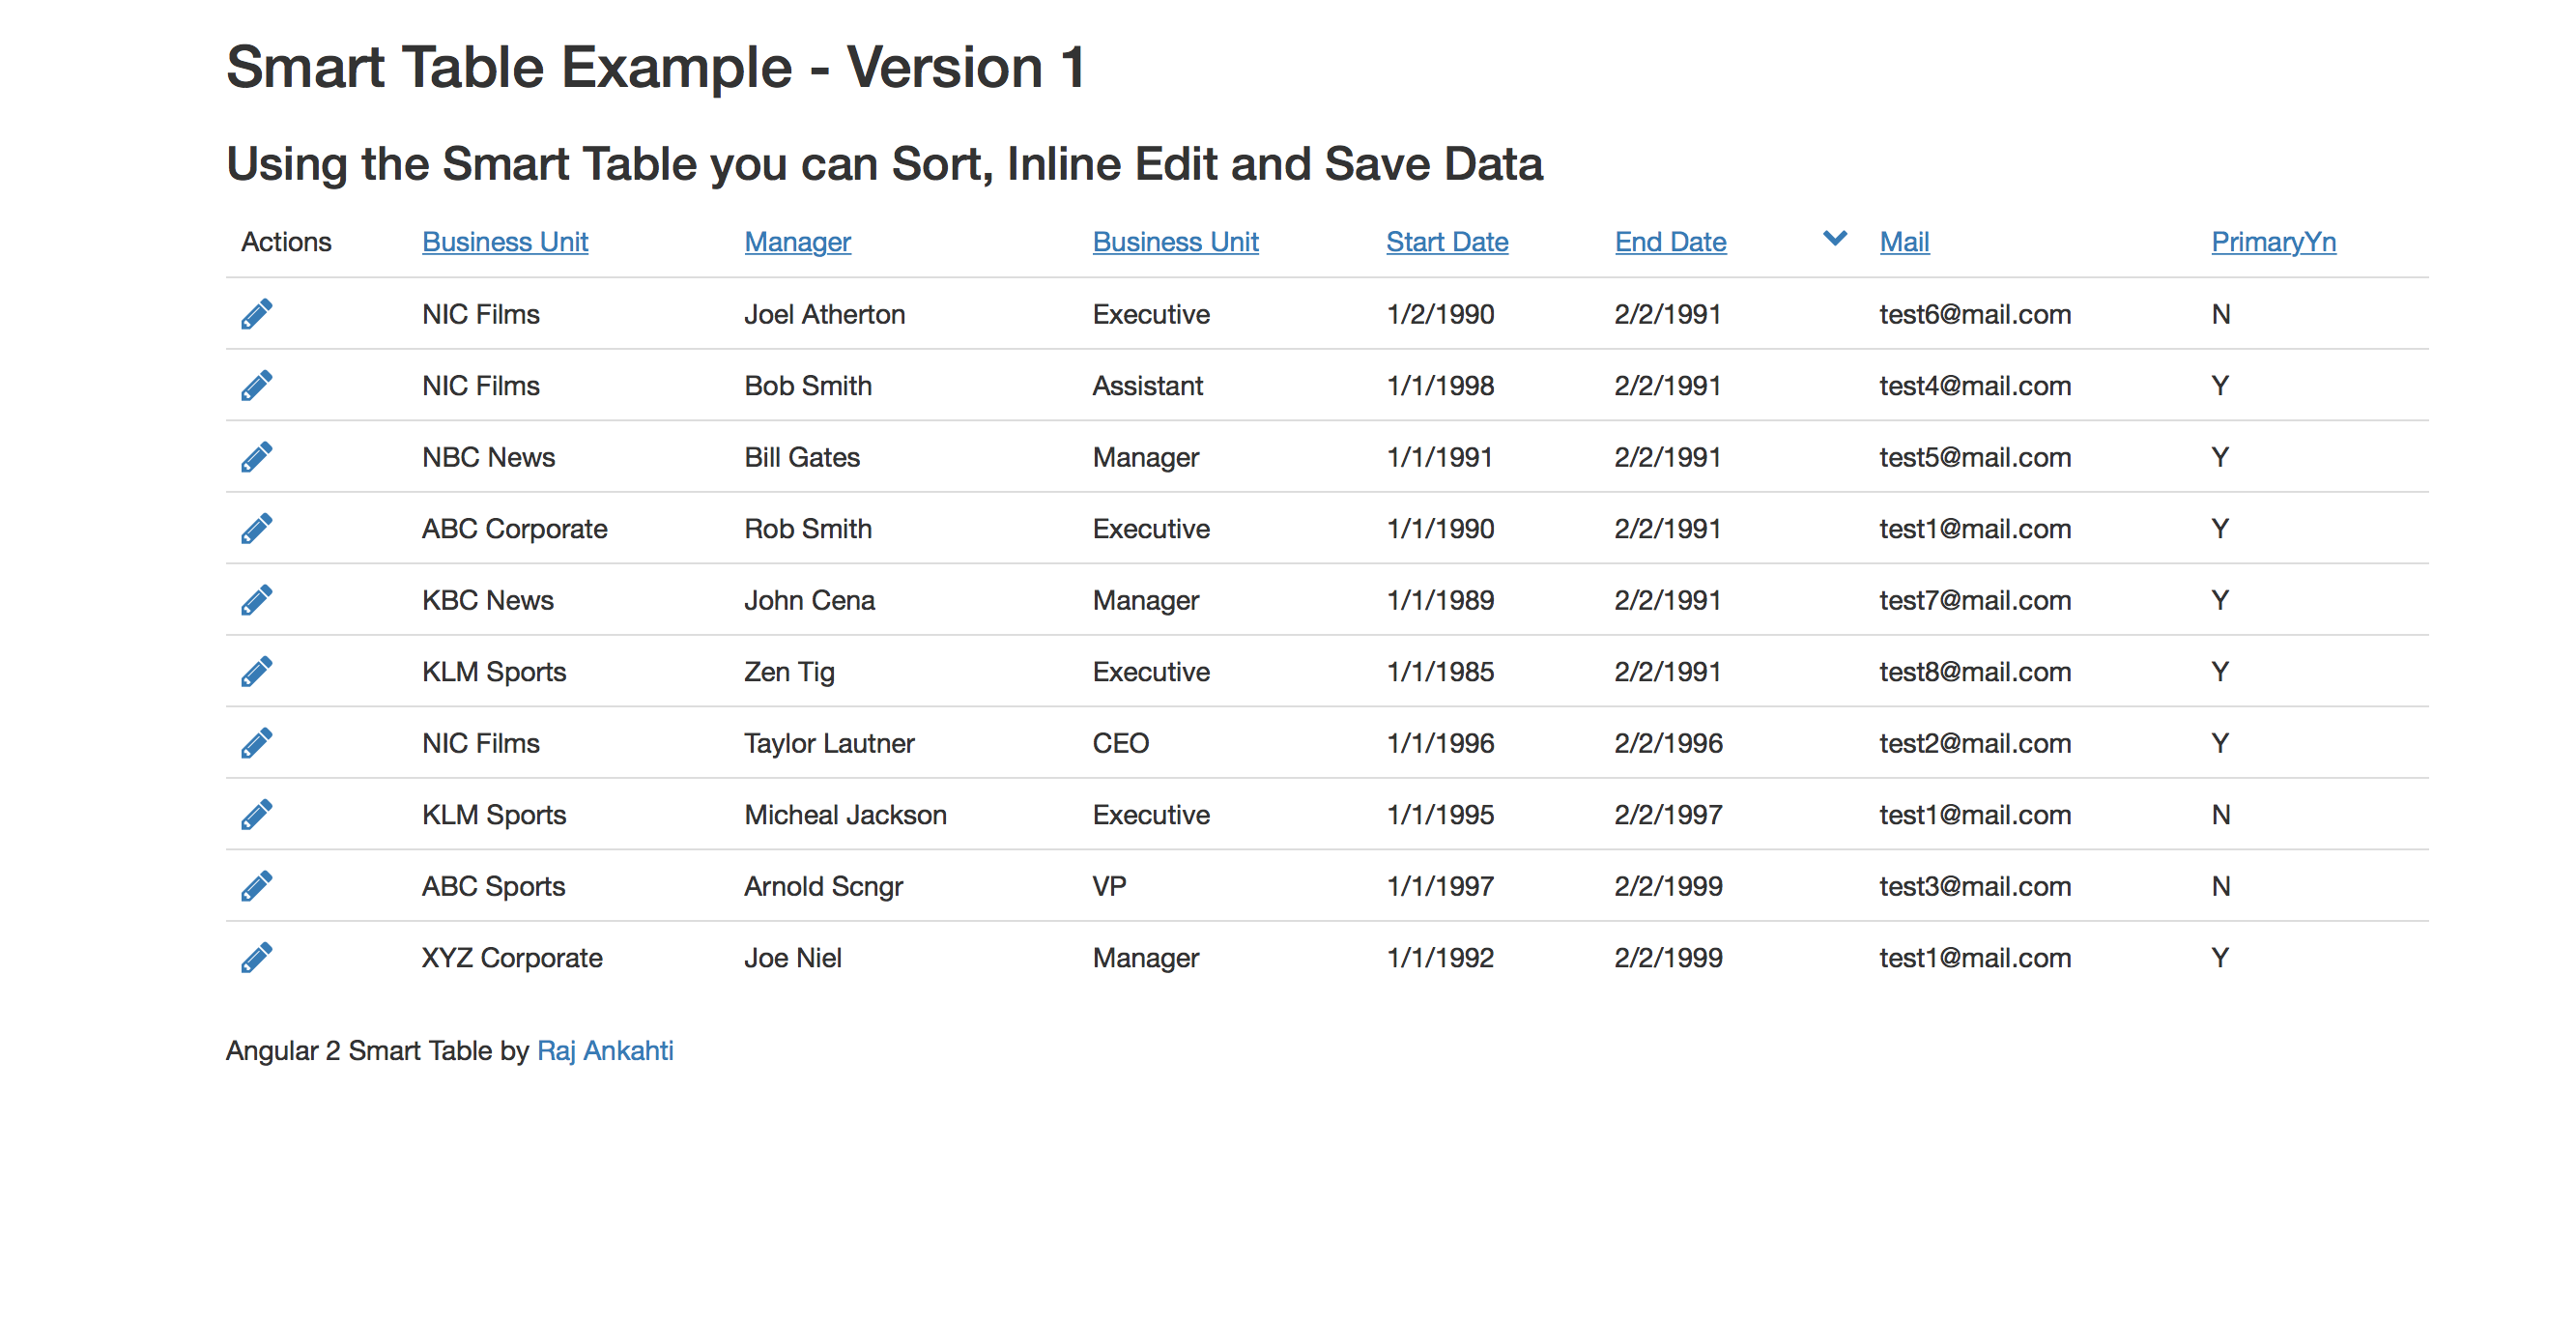 Smart Table Example - Version 1
Using the Smart Table you can Sort, Inline Edit and Save Data
Actions Business Unit Manager Business Unit Start Date End Date Mail PrimaryYn
NIC Films Joel Atherton Executive 1/2/1990 2/2/1991 test6@mail.com N
NIC Films Bob Smith Assistant 1/1/1998 2/2/1991 test4@mail.com Y
NBC News Bill Gates Manager 1/1/1991 2/2/1991 test5@mail.com Y
ABC Corporate Rob Smith Executive 1/1/1990 2/2/1991 test1@mail.com Y
KBC News John Cena Manager 1/1/1989 2/2/1991 test7@mail.com Y
KLM Sports Zen Tig Executive 1/1/1985 2/2/1991 test8@mail.com Y
NIC Films Taylor Lautner CEO 1/1/1996 2/2/1996 test2@mail.com Y
KLM Sports Micheal Jackson Executive 1/1/1995 2/2/1997 test1@mail.com N
ABC Sports Arnold Scngr VP 1/1/1997 2/2/1999 test3@mail.com N
XYZ Corporate Joe Niel Manager 1/1/1992 2/2/1999 test1@mail.com Y
Angular 2 Smart Table by Raj Ankahti